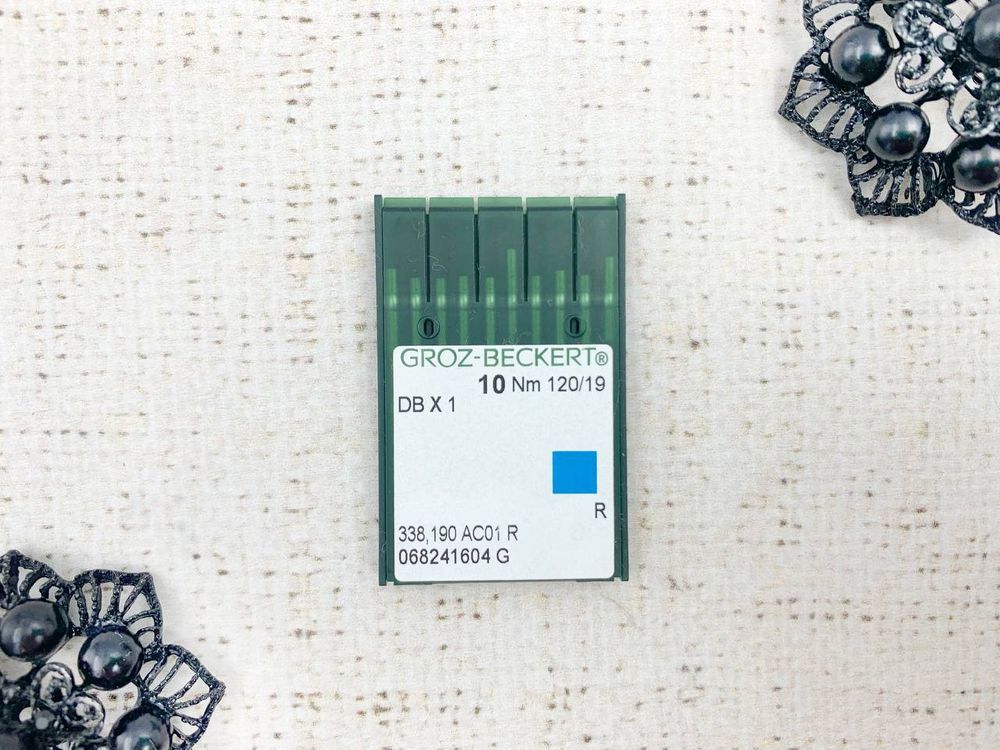 GROZ-BECKERT®
10 Nm 120/19
DB X 1
R
338,190 AC01 R
068241604 G